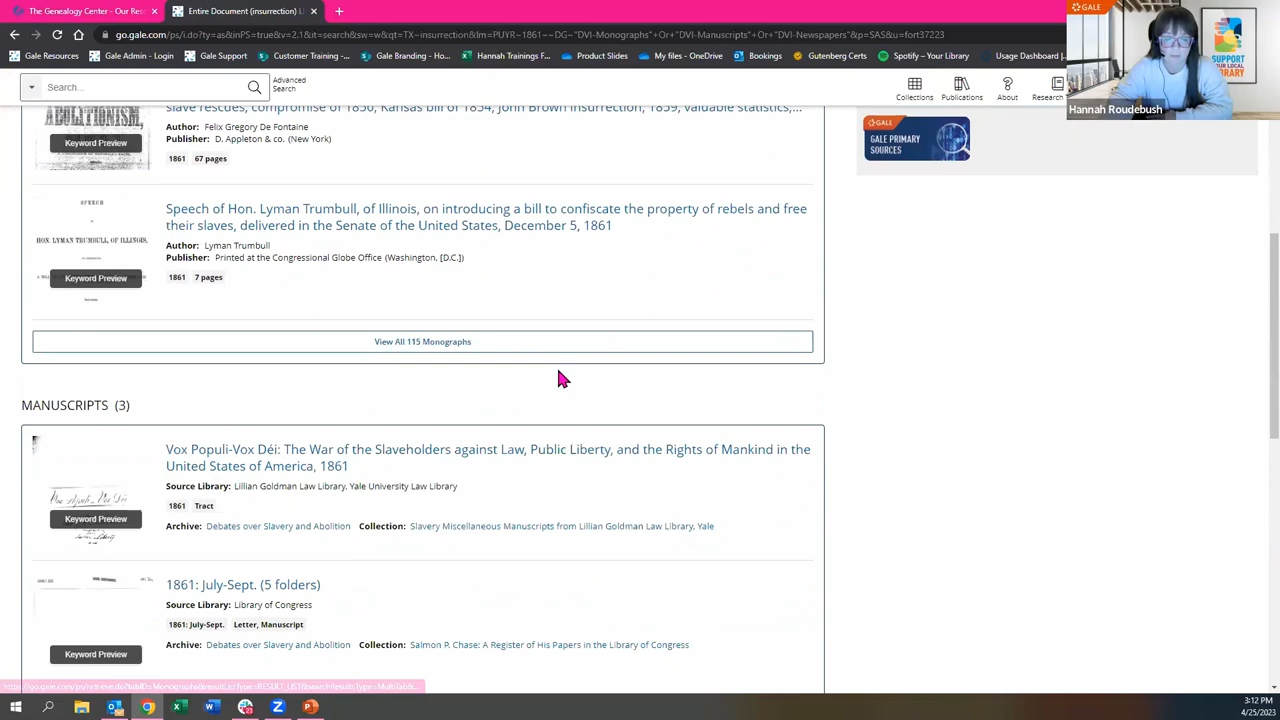 The Genealogy Center - Our Res
Entire Document (insurrection) Li
go.gale.com/ps/i.do?ty=as&inPS=true&v=2.1&it=search&sw=w&qt=TX~insurrection&lm=PUYR~1861~~DG~"DVI-Monographs"+Or+"DVI-Manuscripts"+Or+"DVI-Newspapers"&p=SAS&u=fort37223
Gale Resources
Gale Admin - Login
Gale Support
Customer Training -...
Gale Branding - Ho...
Hannah Trainings F...
Product Slides
My files - OneDrive
Bookings
Gutenberg Certs
Spotify – Your Library
Usage Dashboard
GALE
SUPPORT
YOUR LOCAL
LIBRARY
Hannah Roudebush
Search...
Advanced
Search
Collections
Publications
About
Research
slave rescues, compromise of 1850, Kansas bill of 1854, John Brown insurrection, 1859, valuable statistics,...
ABOLITIONISM,
Keyword Preview
Author: Felix Gregory De Fontaine
Publisher: D. Appleton & co. (New York)
1861 67 pages
GALE
GALE PRIMARY
SOURCES
SPEECH
HON. LYMAN TRUMBULL, OF ILLINOIS,
Keyword Preview
Speech of Hon. Lyman Trumbull, of Illinois, on introducing a bill to confiscate the property of rebels and free
their slaves, delivered in the Senate of the United States, December 5, 1861
Author: Lyman Trumbull
Publisher: Printed at the Congressional Globe Office (Washington, [D.C.])
1861 7 pages
View All 115 Monographs
MANUSCRIPTS (3)
Keyword Preview
Vox Populi-Vox Déi: The War of the Slaveholders against Law, Public Liberty, and the Rights of Mankind in the
United States of America, 1861
Source Library: Lillian Goldman Law Library, Yale University Law Library
1861 Tract
Archive: Debates over Slavery and Abolition Collection: Slavery Miscellaneous Manuscripts from Lillian Goldman Law Library, Yale
Keyword Preview
1861: July-Sept. (5 folders)
Source Library: Library of Congress
1861: July-Sept. Letter, Manuscript
Archive: Debates over Slavery and Abolition Collection: Salmon P. Chase: A Register of His Papers in the Library of Congress
3:12 PM
4/25/2023